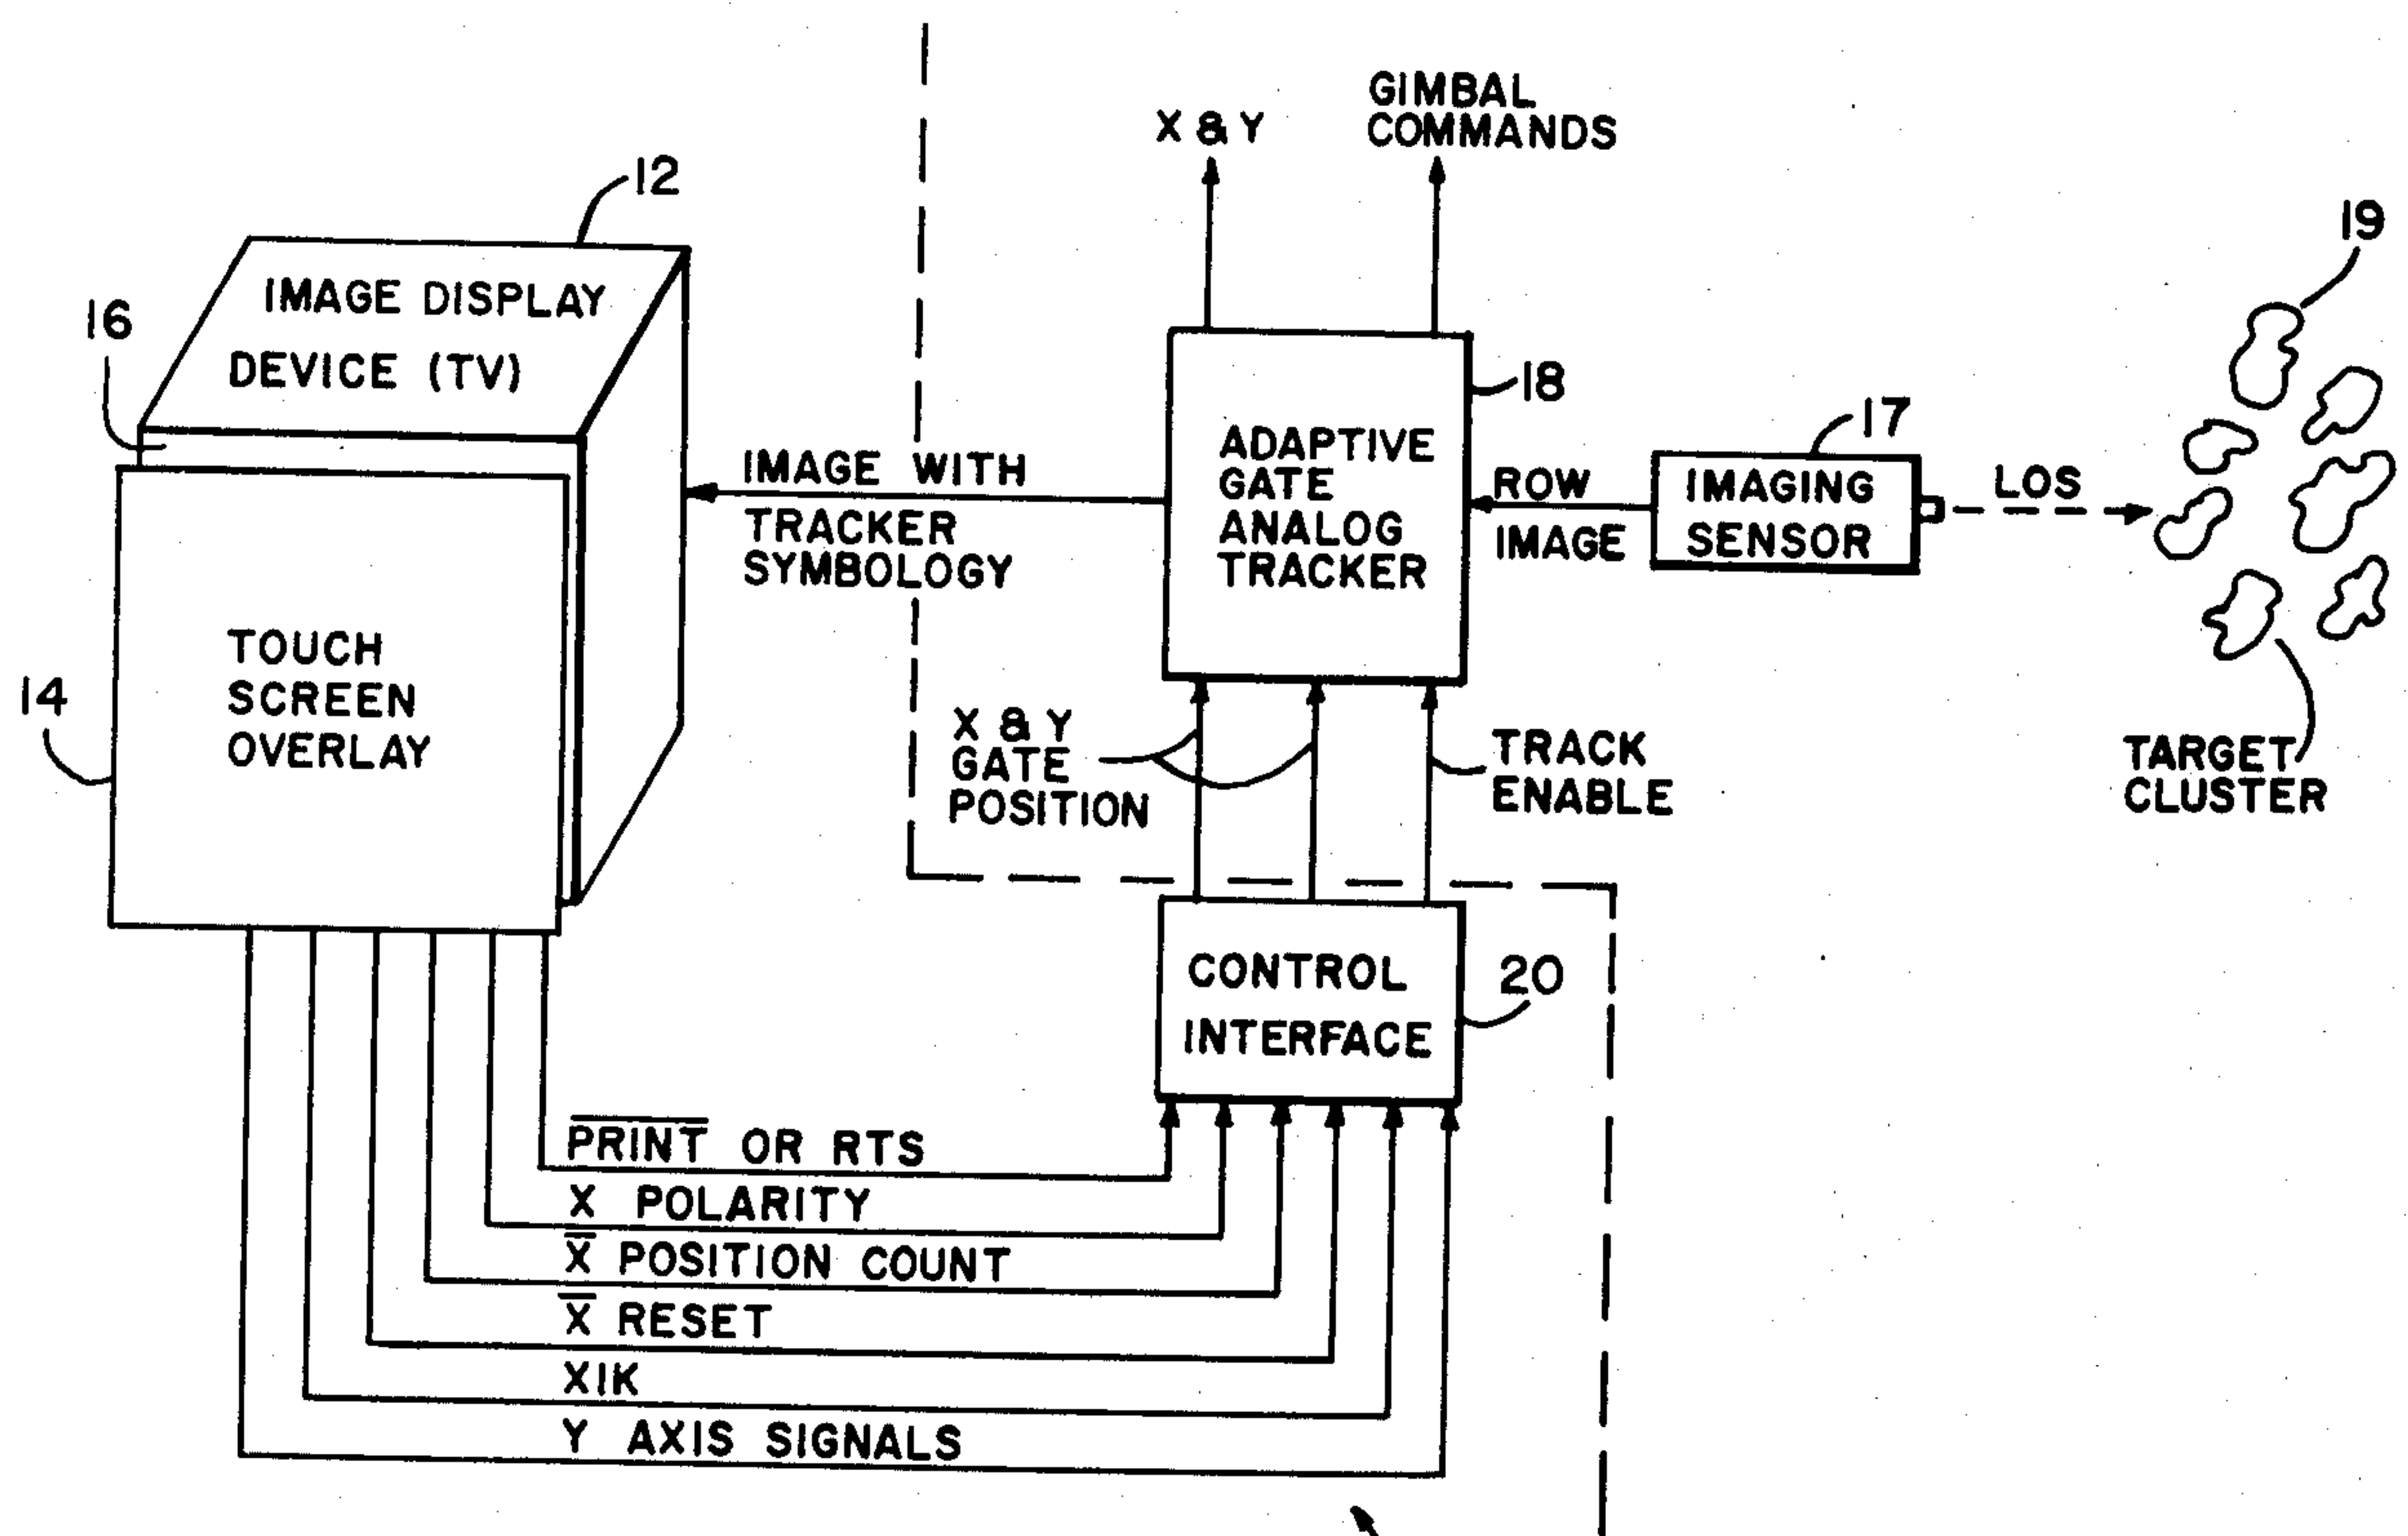 12
IMAGE DISPLAY
DEVICE (TV)
16
TOUCH
SCREEN
OVERLAY
14
IMAGE WITH
TRACKER
SYMBOLOGY
X & Y
GIMBAL
COMMANDS
18
ADAPTIVE
GATE
ANALOG
TRACKER
ROW
IMAGE
17
IMAGING
SENSOR
LOS
19
TARGET
CLUSTER
X & Y
GATE
POSITION
TRACK
ENABLE
CONTROL
INTERFACE
20
P̅R̅I̅N̅T̅ OR RTS
X POLARITY
X̅ POSITION COUNT
X̅ RESET
X1K
Y AXIS SIGNALS